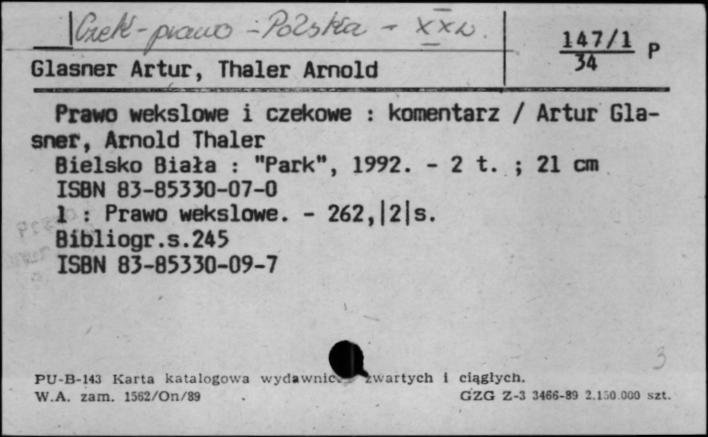 Czek - prawo - Polska - XX w.
147/1 P
34
Glasner Artur, Thaler Arnold
Prawo wekslowe i czekowe : komentarz / Artur Gla-
sner, Arnold Thaler
Bielsko Biała : "Park", 1992. - 2 t. ; 21 cm
ISBN 83-85330-07-0
1 : Prawo wekslowe. - 262,|2|s.
Bibliogr.s.245
ISBN 83-85330-09-7
3
PU-B-143 Karta katalogowa wydawnic zwartych i ciągłych.
W.A. zam. 1562/On/89 GZG Z-3 3466-89 2.150.000 szt.